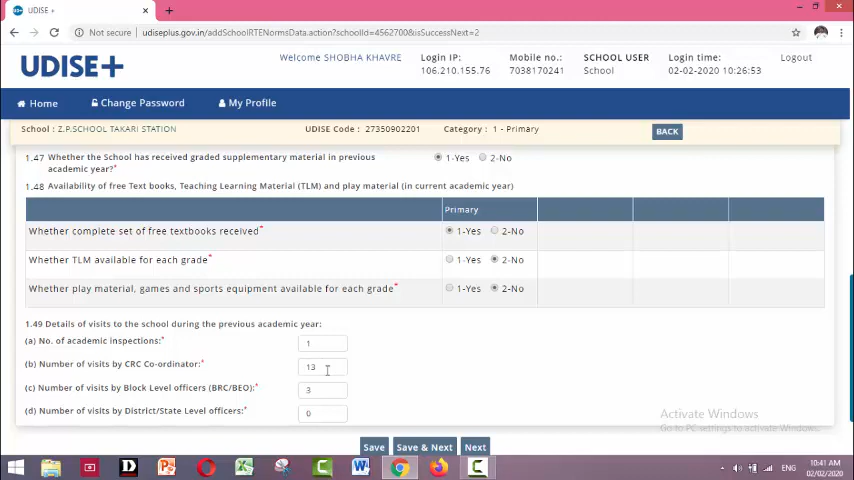 UDISE +
Not secure | udiseplus.gov.in/addSchoolRTENormsData.action?schoolId=4562700&isSuccessNext=2
UDISE+
Welcome SHOBHA KHAVRE
Login IP: 106.210.155.76
Mobile no.: 7038170241
SCHOOL USER School
Login time: 02-02-2020 10:26:53
Logout
Home Change Password My Profile
School : Z.P.SCHOOL TAKARI STATION UDISE Code : 27350902201 Category : 1 - Primary BACK
1.47 Whether the School has received graded supplementary material in previous 1-Yes 2-No
academic year?*
1.48 Availability of free Text books, Teaching Learning Material (TLM) and play material (in current academic year)
Primary
Whether complete set of free textbooks received* 1-Yes 2-No
Whether TLM available for each grade* 1-Yes 2-No
Whether play material, games and sports equipment available for each grade* 1-Yes 2-No
1.49 Details of visits to the school during the previous academic year:
(a) No. of academic inspections:* 1
(b) Number of visits by CRC Co-ordinator:* 13
(c) Number of visits by Block Level officers (BRC/BEO):* 3
(d) Number of visits by District/State Level officers:* 0
Activate Windows
Go to PC settings to activate Windows.
Save Save & Next Next
ENG 10:41 AM
02/02/2020